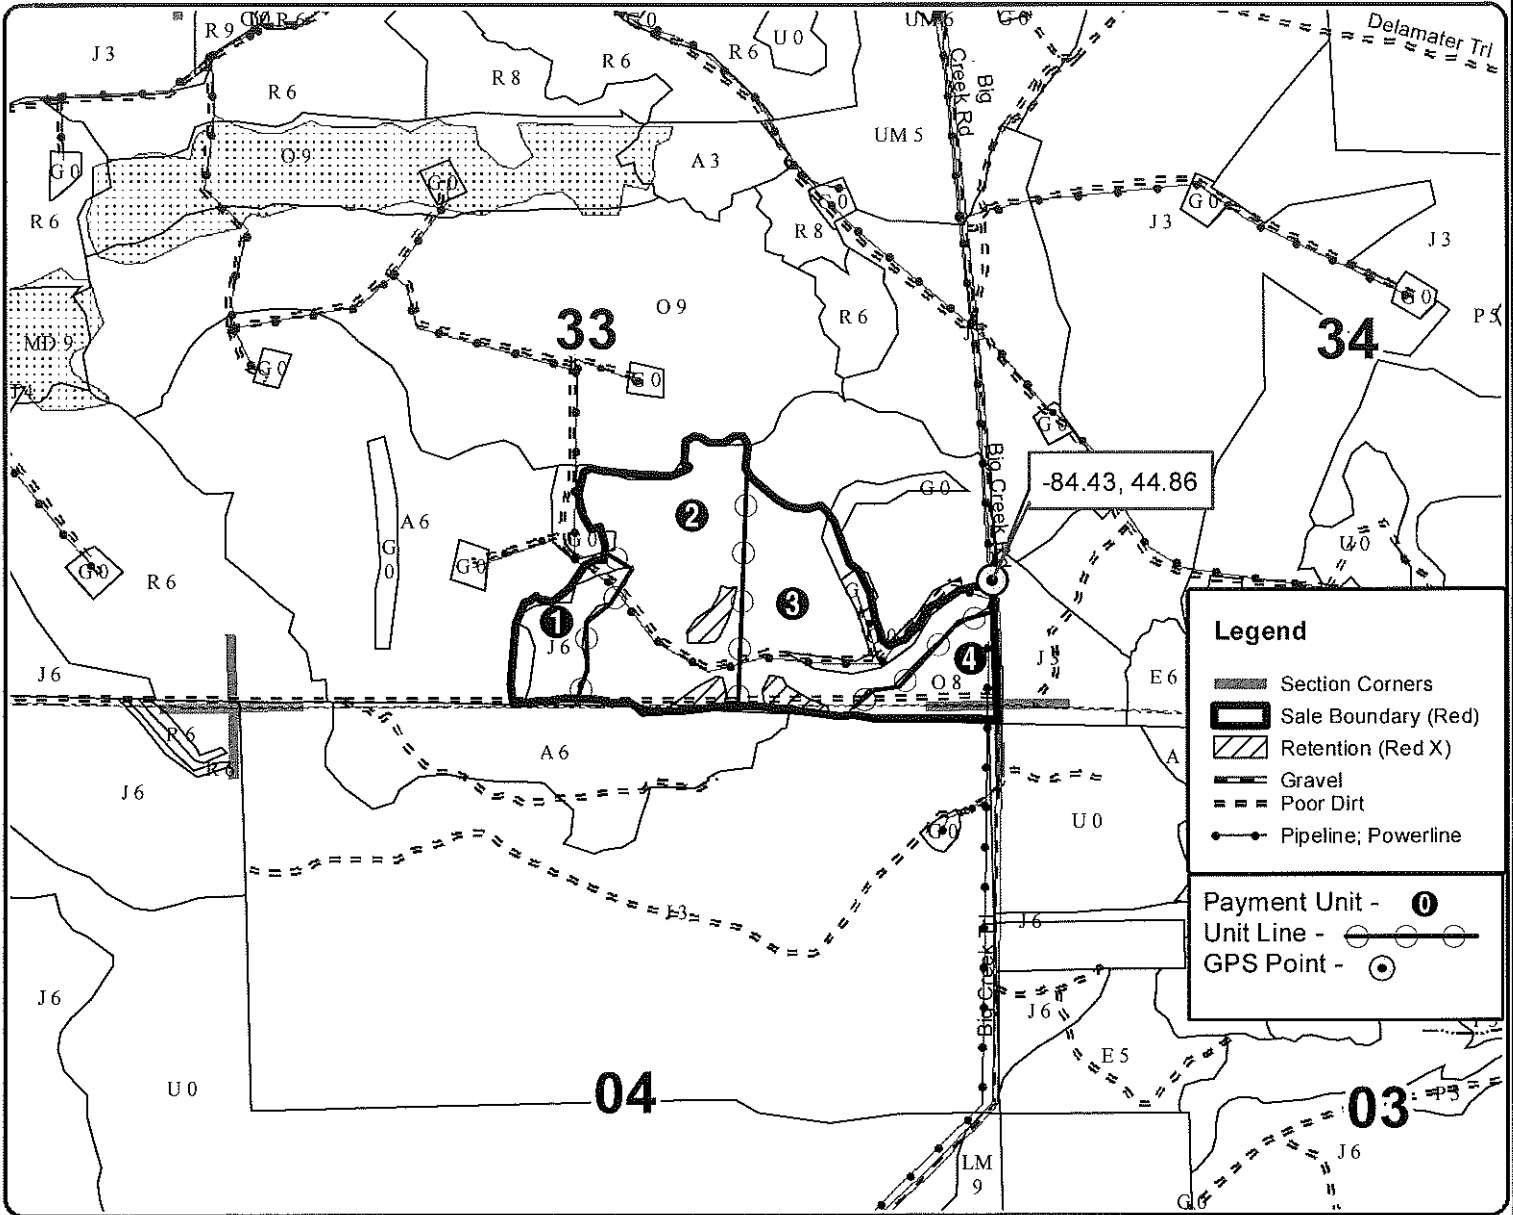 R 9
R 6
UM 6
G 0
Delamater Trl
J 3
R 6
R 8
R 6
R 6
U 0
Big
Creek Rd
UM 5
O 9
A 3
G 0
G 0
R 6
R 8
G 0
J 3
J 3
G 0
33
O 9
R 6
34
P 5
MD 9
G 0
G 0
G 0
-84.43, 44.86
Big Creek
2
G 0
A 6
G 0
G 0
G 0
R 6
U 0
1
3
J 6
J 6
4
O 8
E 6
R 6
R 6
A 6
A
J 6
G 0
U 0
J 3
J 6
Big Creek Trl
J 6
J 6
E 5
U 0
04
03
P 5
J 6
LM
9
G 0
Legend
Section Corners
Sale Boundary (Red)
Retention (Red X)
Gravel
Poor Dirt
Pipeline; Powerline
Payment Unit - 0
Unit Line -
GPS Point -